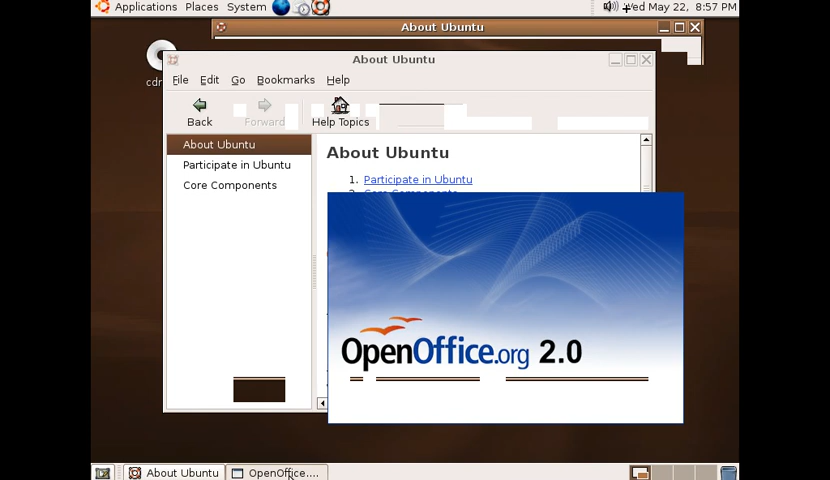 Applications Places System
Wed May 22, 8:57 PM
About Ubuntu
About Ubuntu
File Edit Go Bookmarks Help
Back Forward Help Topics
About Ubuntu
Participate in Ubuntu
Core Components
About Ubuntu
1. Participate in Ubuntu
OpenOffice.org 2.0
About Ubuntu
OpenOffice....